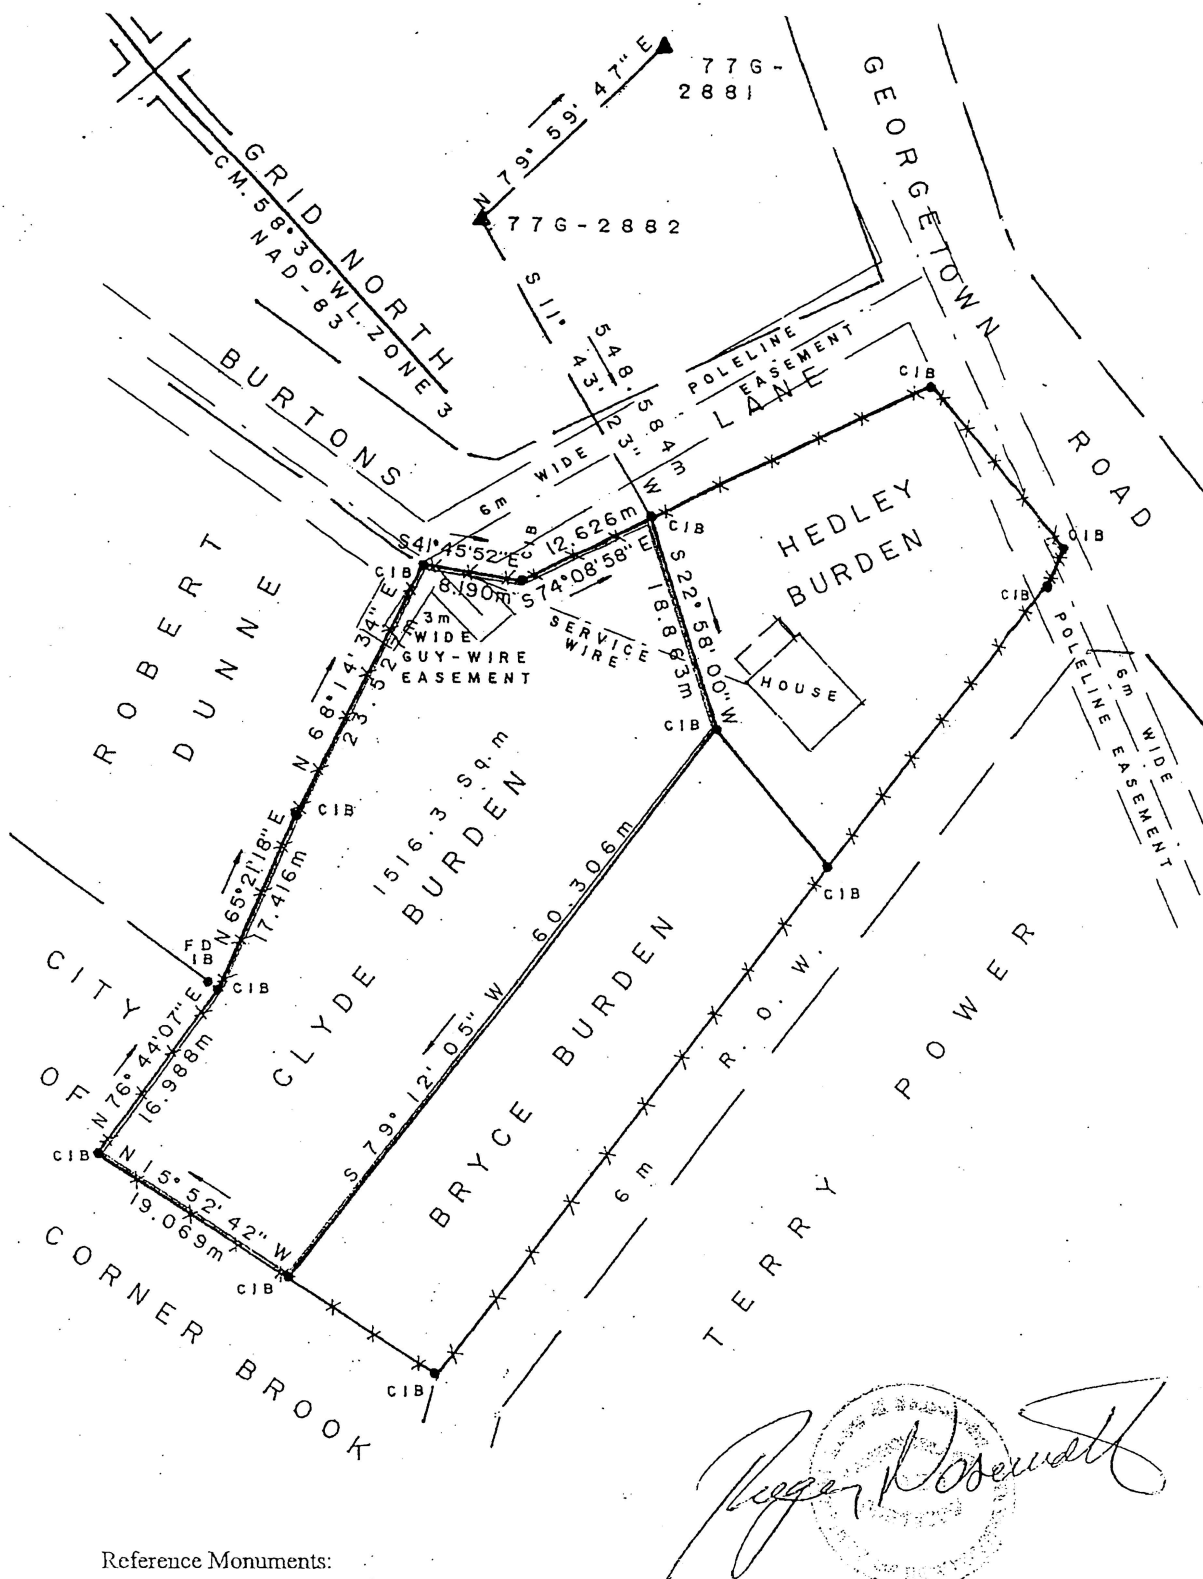 77G-
2881
N 79° 59' 47" E
77G-2882
GEORGETOWN ROAD
GRID NORTH
CM. 58°30'WL. ZONE 3
NAD-83
S 11° 43' 23" W
548.584m
BURTONS LANE
6m WIDE POLELINE
EASEMENT
CIB
HEDLEY
BURDEN
CIB
CIB
CIB
12.626m
S74°08'58"E
CIB
S41°45'52"E
8.190m
CIB
3m
WIDE
GUY-WIRE
EASEMENT
SERVICE
WIRE
S 22° 58' 00" W
18.863m
HOUSE
CIB
6m WIDE
POLELINE EASEMENT
ROBERT
DUNNE
N 68°14'34" E
CIB
N 65°21'18" E
17.416m
1516.3 Sq.m
CLYDE BURDEN
60.306m
S 79° 12' 05" W
CIB
FD
IB
CIB
N 76° 44'07" E
16.988m
CIB
N 15° 52' 42" W
19.069m
CIB
CITY
OF
CORNER BROOK
BRYCE BURDEN
6m R.O.W.
TERRY POWER
CIB
Reference Monuments: